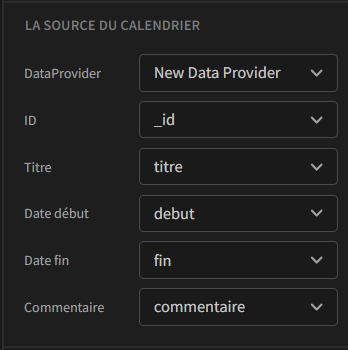 LA SOURCE DU CALENDRIER
DataProvider New Data Provider
ID _id
Titre titre
Date début debut
Date fin fin
Commentaire commentaire